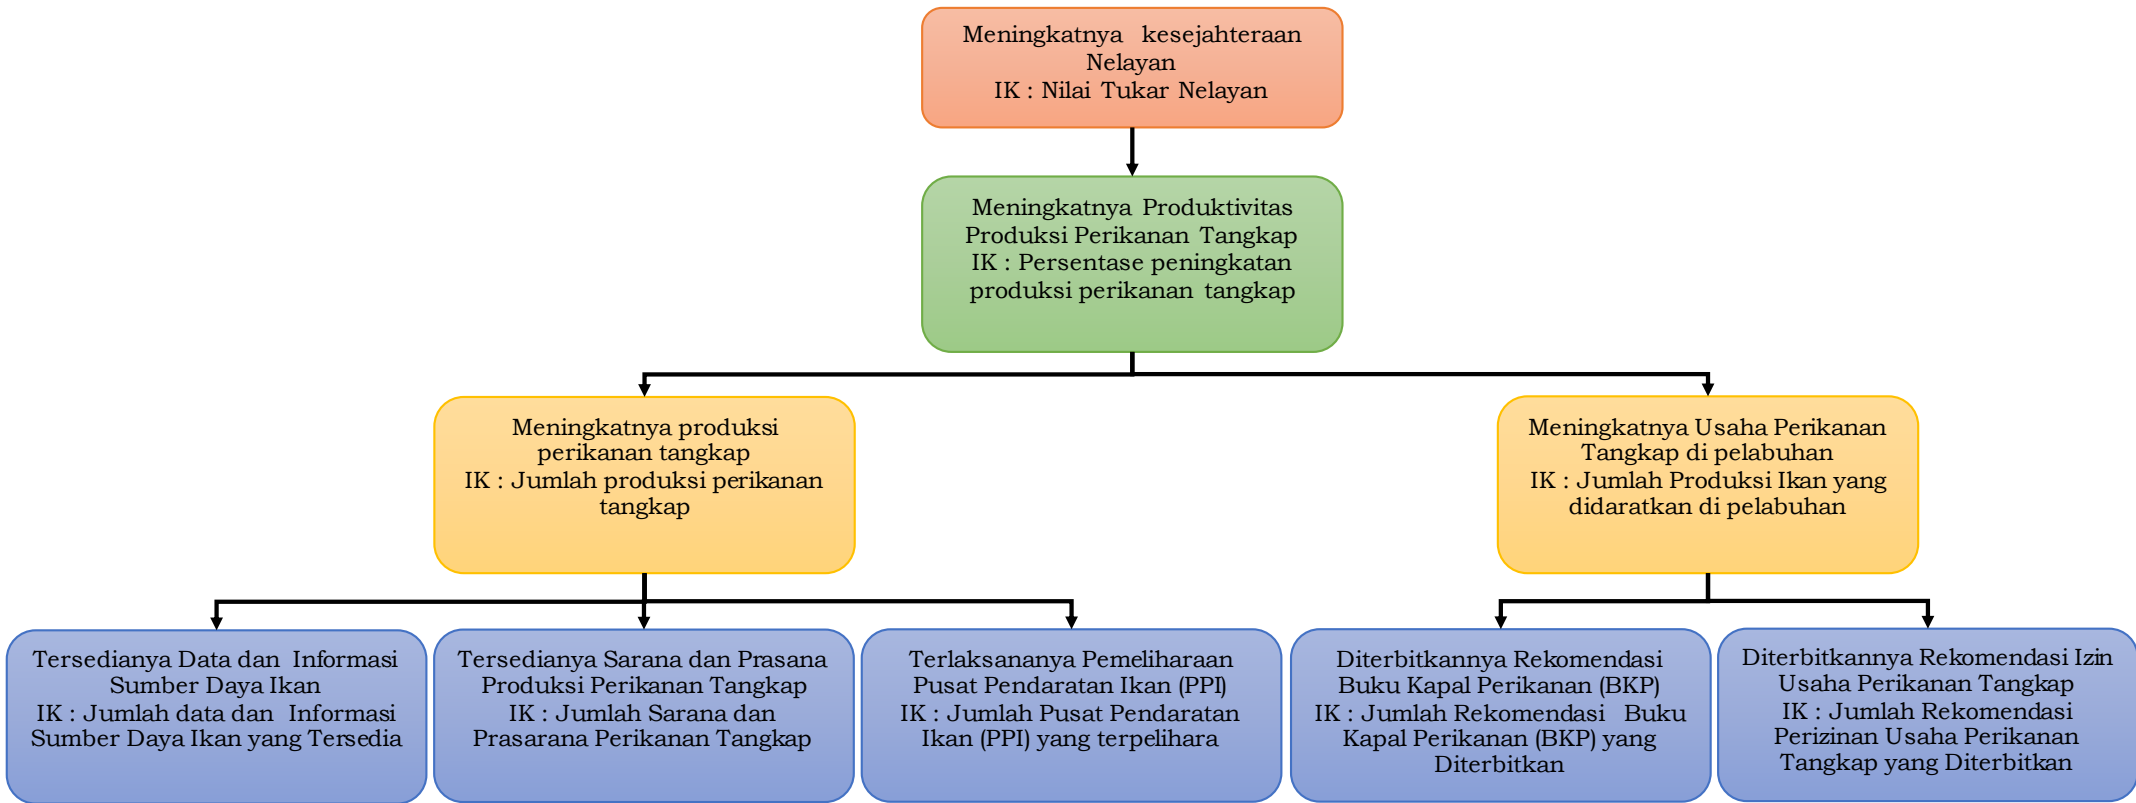 Meningkatnya kesejahteraan
Nelayan
IK : Nilai Tukar Nelayan
Meningkatnya Produktivitas
Produksi Perikanan Tangkap
IK : Persentase peningkatan
produksi perikanan tangkap
Meningkatnya produksi
perikanan tangkap
IK : Jumlah produksi perikanan
tangkap
Meningkatnya Usaha Perikanan
Tangkap di pelabuhan
IK : Jumlah Produksi Ikan yang
didaratkan di pelabuhan
Tersedianya Data dan Informasi
Sumber Daya Ikan
IK : Jumlah data dan Informasi
Sumber Daya Ikan yang Tersedia
Tersedianya Sarana dan Prasana
Produksi Perikanan Tangkap
IK : Jumlah Sarana dan
Prasarana Perikanan Tangkap
Terlaksananya Pemeliharaan
Pusat Pendaratan Ikan (PPI)
IK : Jumlah Pusat Pendaratan
Ikan (PPI) yang terpelihara
Diterbitkannya Rekomendasi
Buku Kapal Perikanan (BKP)
IK : Jumlah Rekomendasi Buku
Kapal Perikanan (BKP) yang
Diterbitkan
Diterbitkannya Rekomendasi Izin
Usaha Perikanan Tangkap
IK : Jumlah Rekomendasi
Perizinan Usaha Perikanan
Tangkap yang Diterbitkan